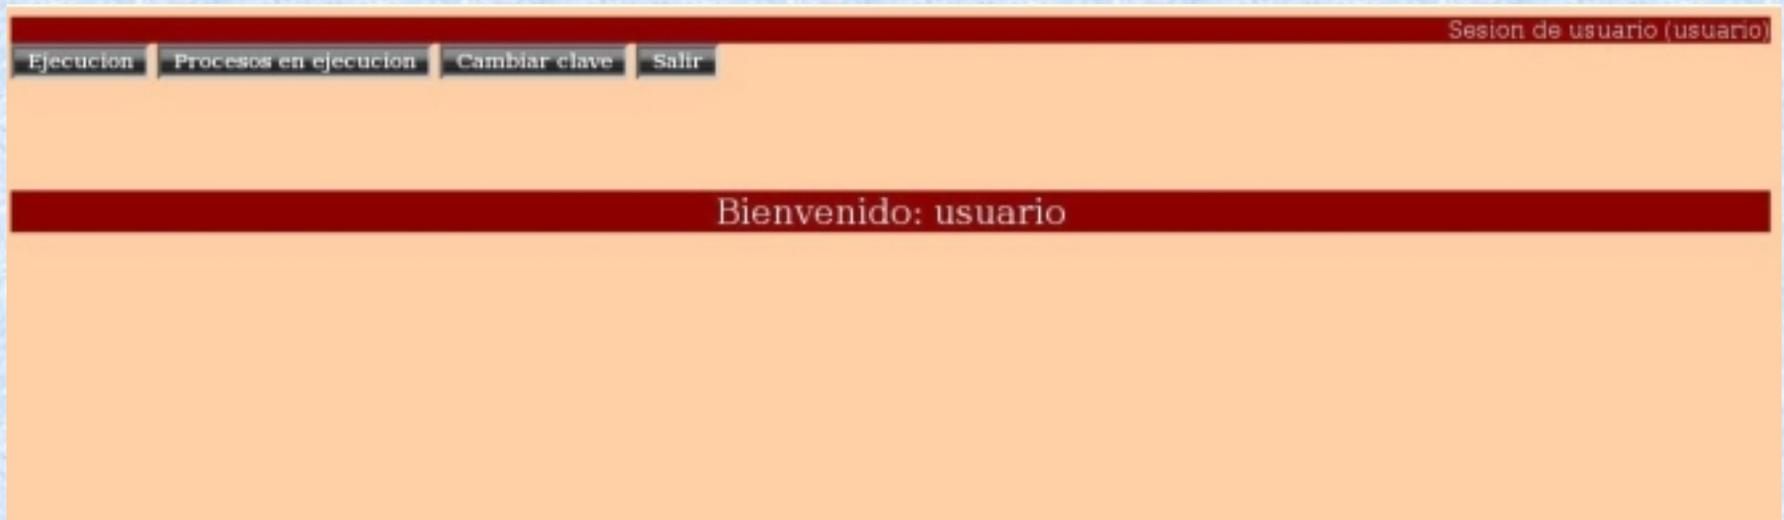 Sesion de usuario (usuario)
Ejecucion Procesos en ejecucion Cambiar clave Salir
Bienvenido: usuario